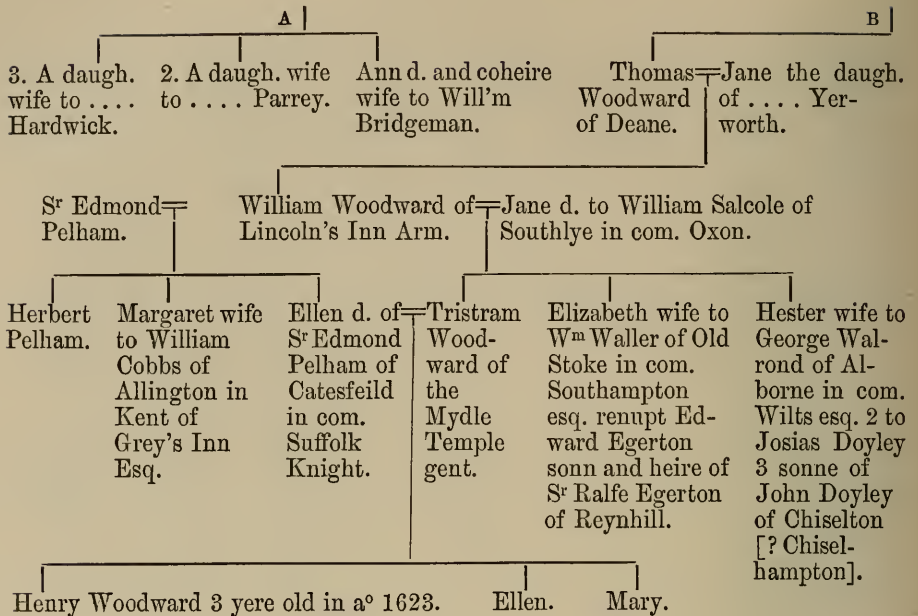 A
B
3. A daugh.
wife to . . . .
Hardwick.
2. A daugh. wife
to . . . . Parrey.
Ann d. and coheire
wife to Will'm
Bridgeman.
Thomas
Woodward
of Deane.
Jane the daugh.
of . . . . Yer-
worth.
Sʳ Edmond
Pelham.
William Woodward of
Lincoln's Inn Arm.
Jane d. to William Salcole of
Southlye in com. Oxon.
Herbert
Pelham.
Margaret wife
to William
Cobbs of
Allington in
Kent of
Grey's Inn
Esq.
Ellen d. of
Sʳ Edmond
Pelham of
Catesfeild
in com.
Suffolk
Knight.
Tristram
Wood-
ward of
the
Mydle
Temple
gent.
Elizabeth wife to
Wᵐ Waller of Old
Stoke in com.
Southampton
esq. renupt Ed-
ward Egerton
sonn and heire of
Sʳ Ralfe Egerton
of Reynhill.
Hester wife to
George Wal-
rond of Al-
borne in com.
Wilts esq. 2 to
Josias Doyley
3 sonne of
John Doyley
of Chiselton
[? Chisel-
hampton].
Henry Woodward 3 yere old in aº 1623.
Ellen.
Mary.